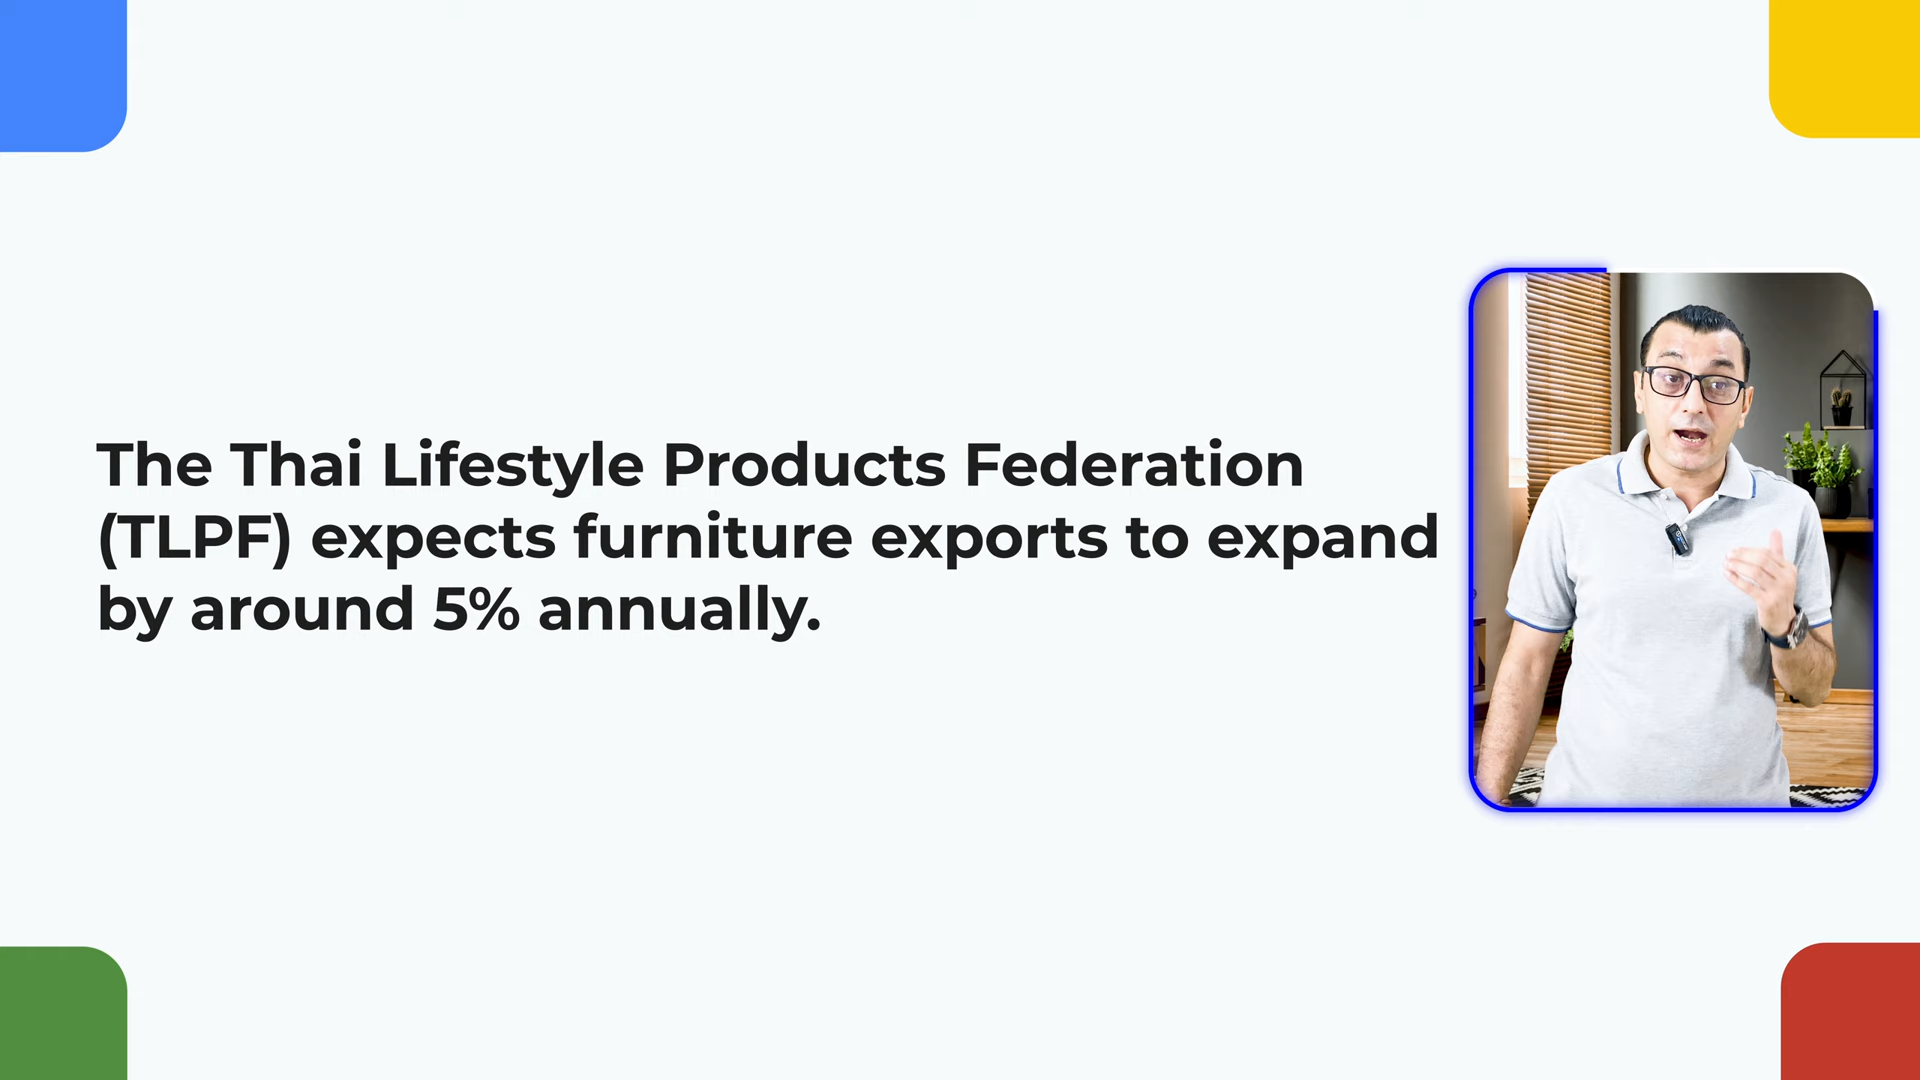 The Thai Lifestyle Products Federation
(TLPF) expects furniture exports to expand
by around 5% annually.